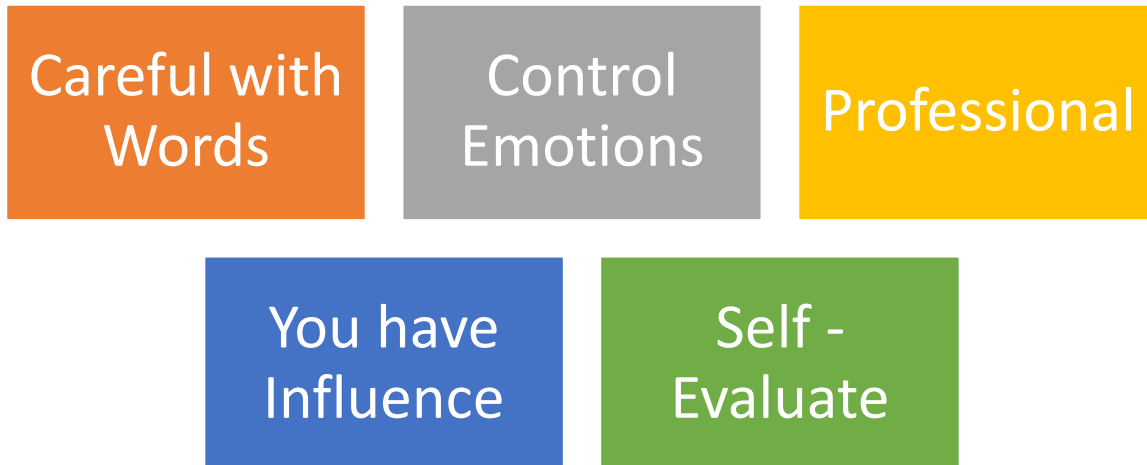 Careful with
Words
Control
Emotions
Professional
You have
Influence
Self -
Evaluate